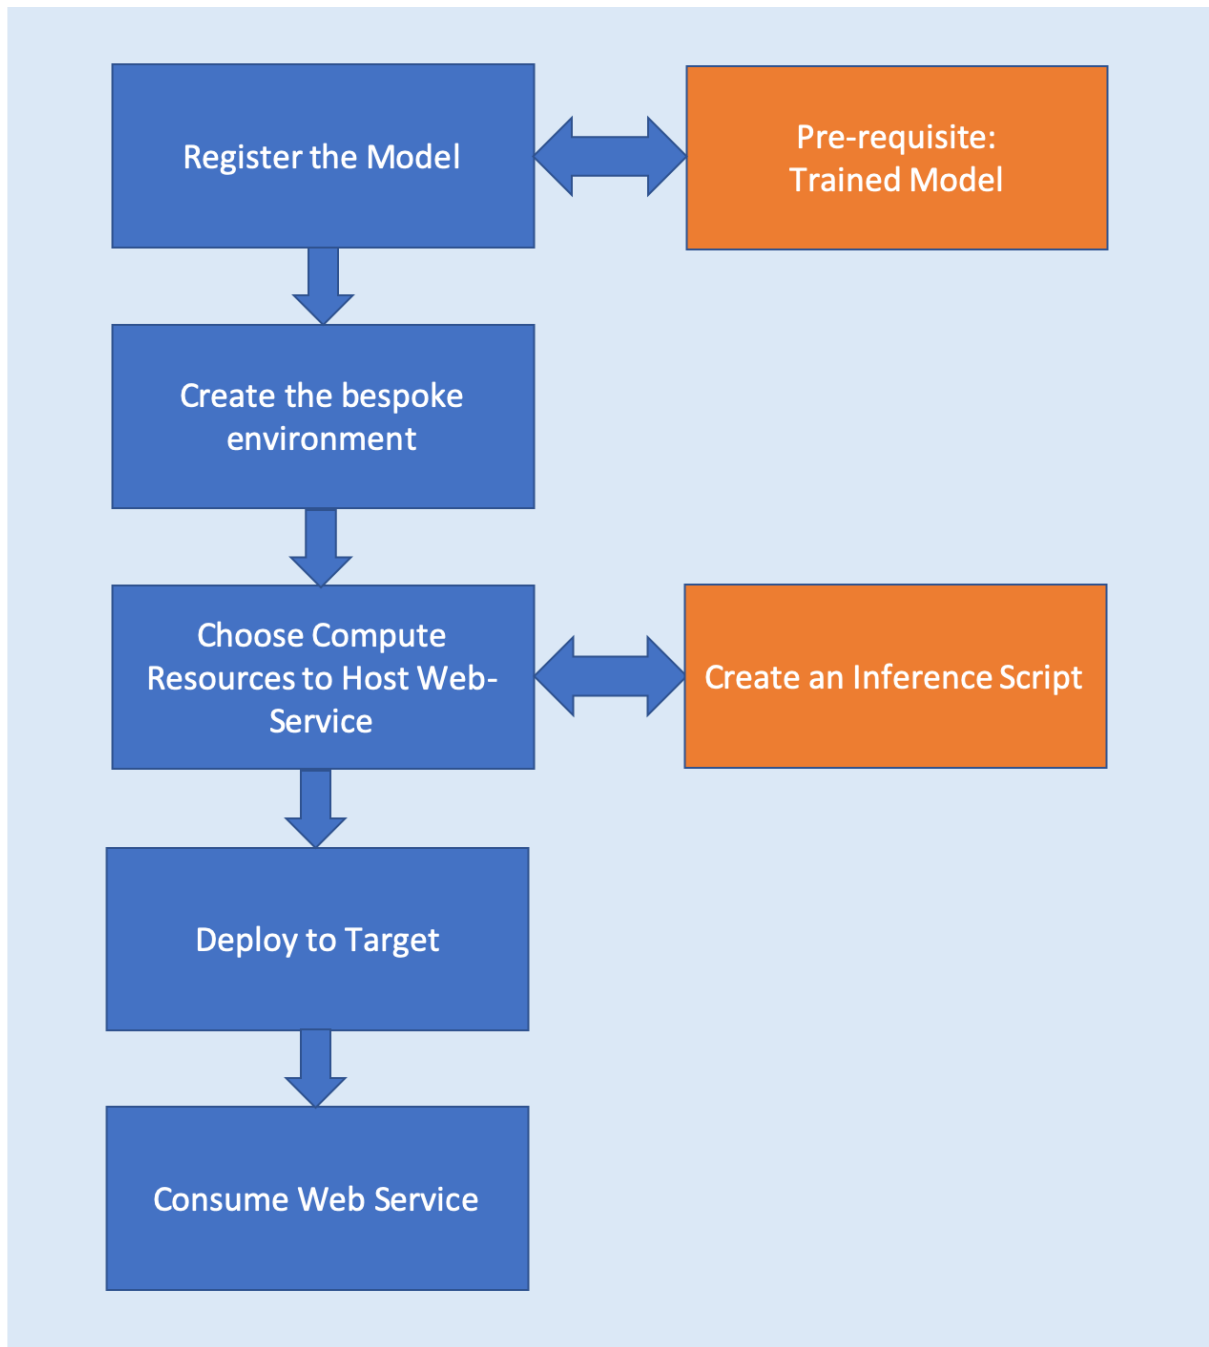 Register the Model
Pre-requisite:
Trained Model
Create the bespoke
environment
Choose Compute
Resources to Host Web-
Service
Create an Inference Script
Deploy to Target
Consume Web Service